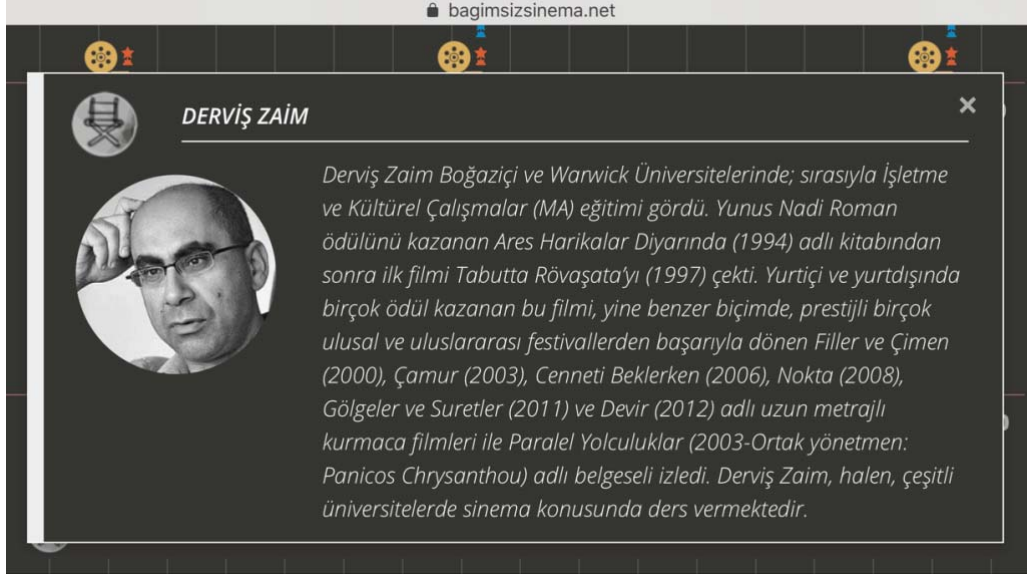 bagimsizsinema.net
DERVİŞ ZAİM
Derviş Zaim Boğaziçi ve Warwick Üniversitelerinde; sırasıyla İşletme
ve Kültürel Çalışmalar (MA) eğitimi gördü. Yunus Nadi Roman
ödülünü kazanan Ares Harikalar Diyarında (1994) adlı kitabından
sonra ilk filmi Tabutta Rövaşata'yı (1997) çekti. Yurtiçi ve yurtdışında
birçok ödül kazanan bu filmi, yine benzer biçimde, prestijli birçok
ulusal ve uluslararası festivallerden başarıyla dönen Filler ve Çimen
(2000), Çamur (2003), Cenneti Beklerken (2006), Nokta (2008),
Gölgeler ve Suretler (2011) ve Devir (2012) adlı uzun metrajlı
kurmaca filmleri ile Paralel Yolculuklar (2003-Ortak yönetmen:
Panicos Chrysanthou) adlı belgeseli izledi. Derviş Zaim, halen, çeşitli
üniversitelerde sinema konusunda ders vermektedir.